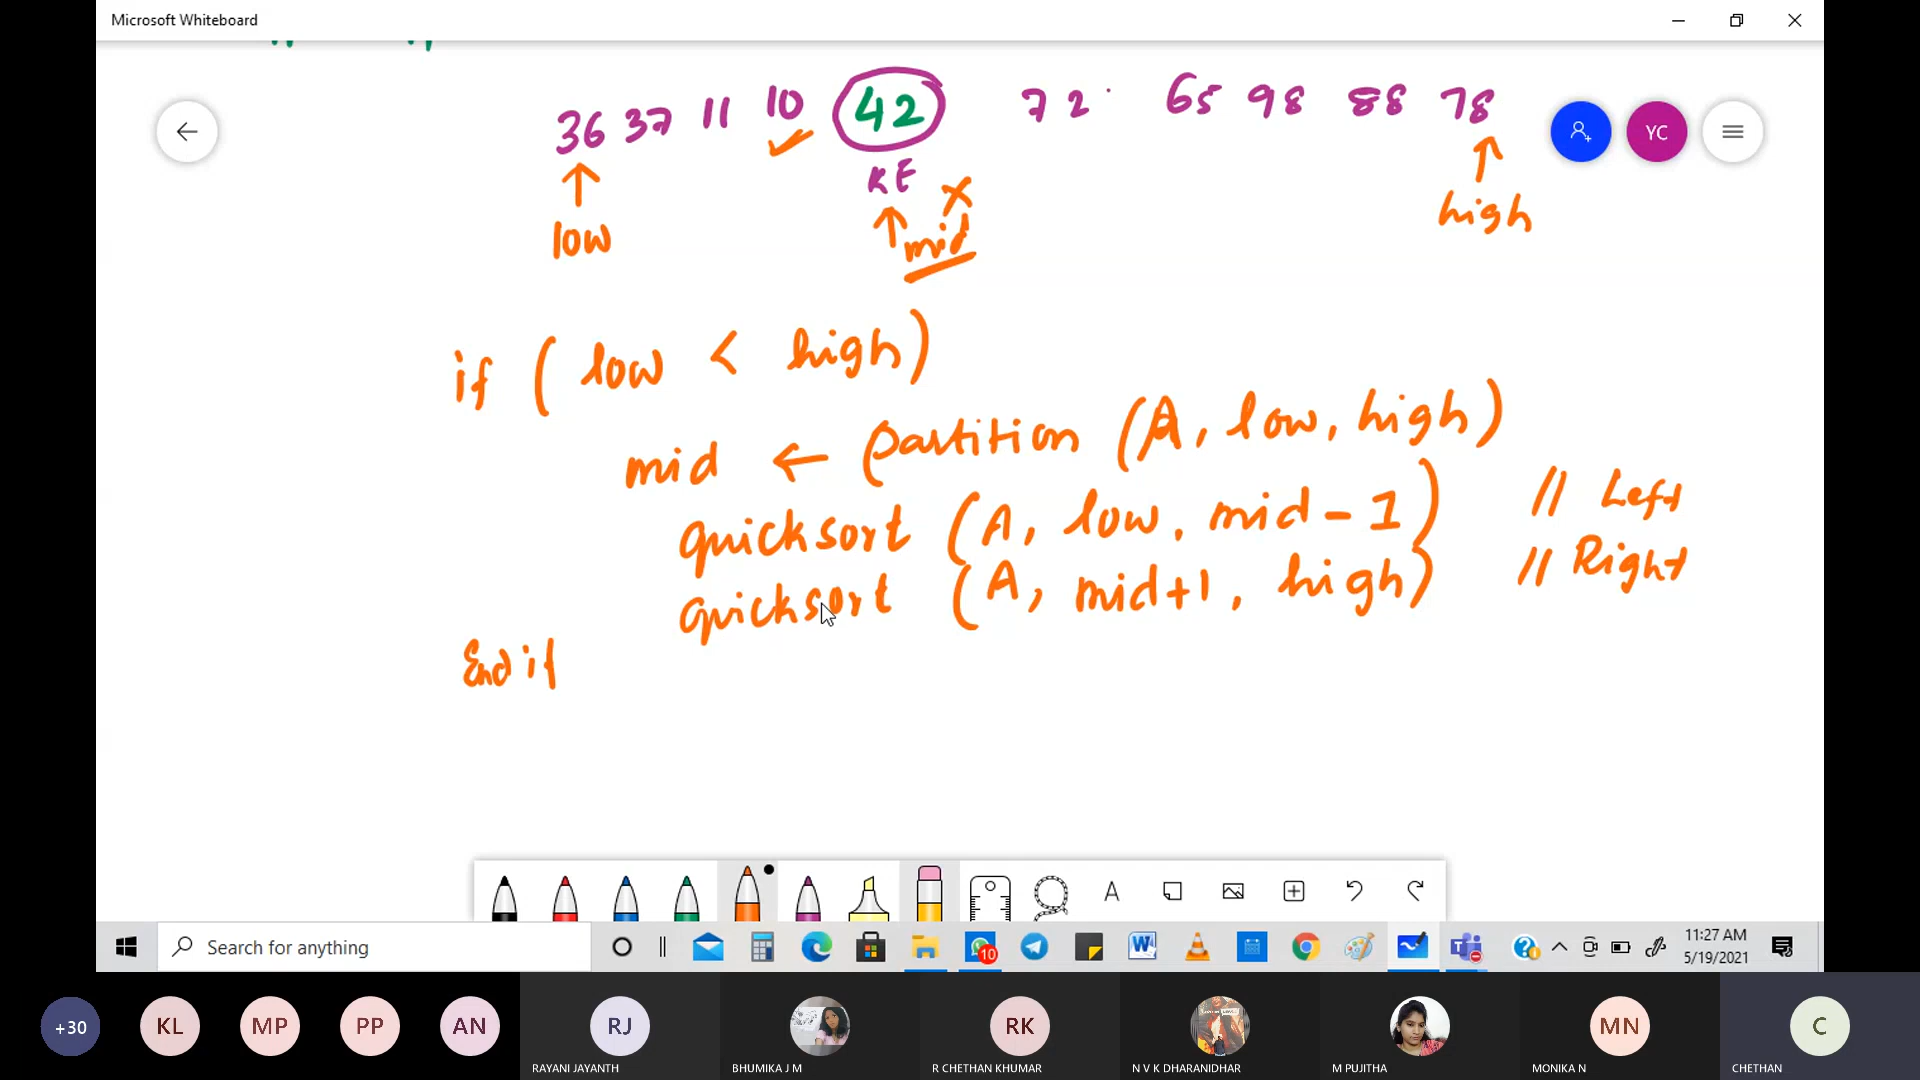 Microsoft Whiteboard
36 37 11 10 42 72 65 98 88 78
KE
low
mid
high
YC
if ( low < high)
mid ← partition (A, low, high)
quicksort (A, low, mid - 1) // Left
quicksort (A, mid+1, high) // Right
End if
A
Search for anything
10
11:27 AM
5/19/2021
+30 KL MP PP AN RJ RK MN C
RAYANI JAYANTH BHUMIKA J M R CHETHAN KHUMAR N V K DHARANIDHAR M PUJITHA MONIKA N CHETHAN